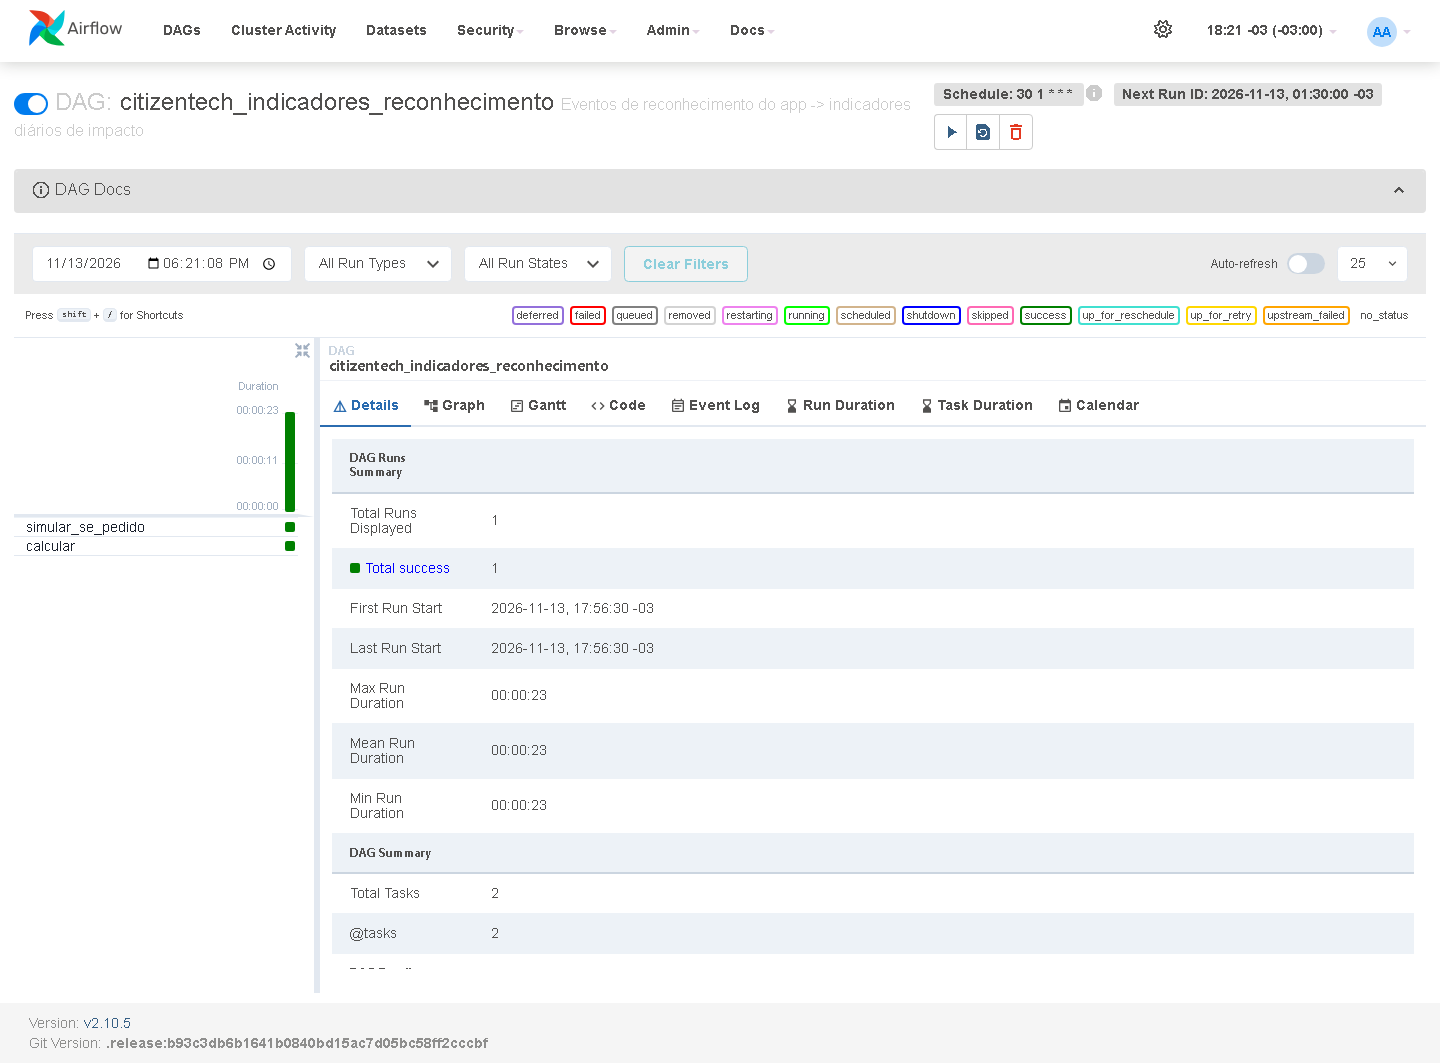 Airflow DAGs Cluster Activity Datasets Security Browse Admin Docs 18:21 -03 (-03:00) AA
DAG: citizentech_indicadores_reconhecimento Eventos de reconhecimento do app -> indicadores
diários de impacto
Schedule: 30 1 * * * Next Run ID: 2026-11-13, 01:30:00 -03
DAG Docs
11/13/2026 06:21:08 PM All Run Types All Run States Clear Filters Auto-refresh 25
Press shift + / for Shortcuts
deferred failed queued removed restarting running scheduled shutdown skipped success up_for_reschedule up_for_retry upstream_failed no_status
Duration
00:00:23
00:00:11
00:00:00
simular_se_pedido
calcular
DAG
citizentech_indicadores_reconhecimento
Details Graph Gantt Code Event Log Run Duration Task Duration Calendar
DAG Runs
Summary
Total Runs
Displayed 1
Total success 1
First Run Start 2026-11-13, 17:56:30 -03
Last Run Start 2026-11-13, 17:56:30 -03
Max Run
Duration 00:00:23
Mean Run
Duration 00:00:23
Min Run
Duration 00:00:23
DAG Summary
Total Tasks 2
@tasks 2
Version: v2.10.5
Git Version: .release:b93c3db6b1641b0840bd15ac7d05bc58ff2cccbf